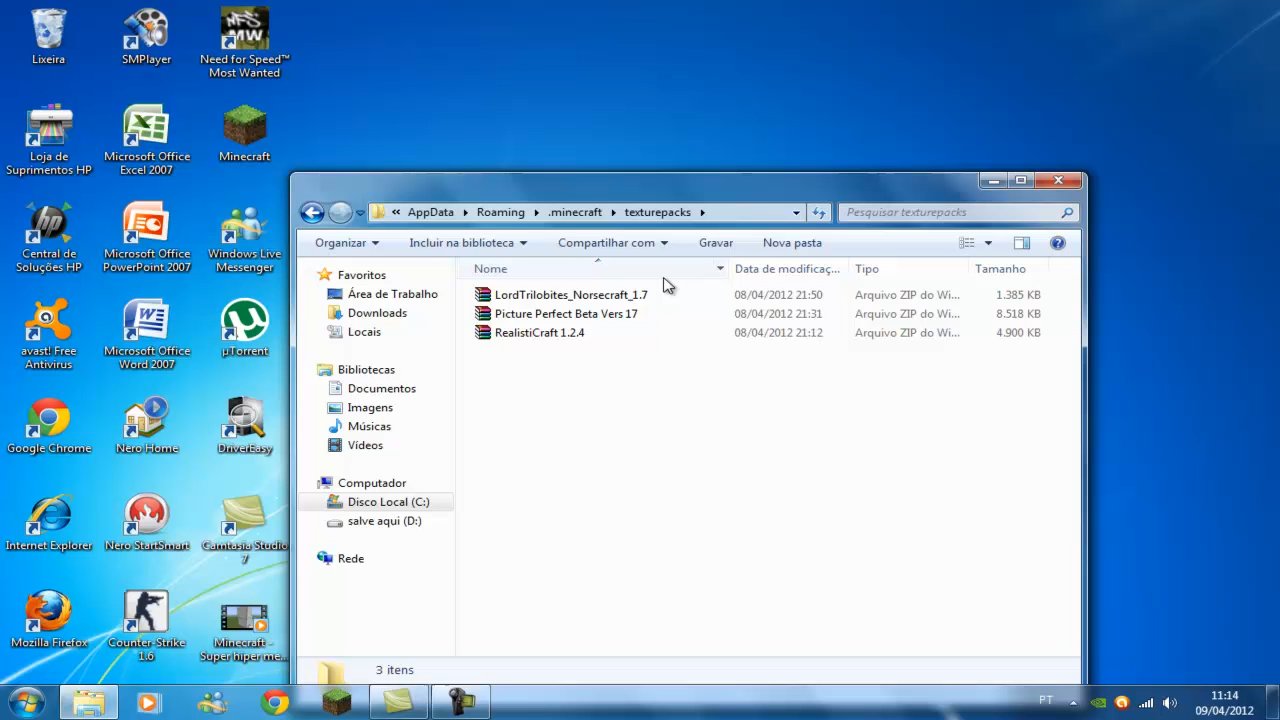 Lixeira
SMPlayer
Need for Speed™
Most Wanted
Loja de
Suprimentos HP
Microsoft Office
Excel 2007
Minecraft
Central de
Soluções HP
Microsoft Office
PowerPoint 2007
Windows Live
Messenger
avast! Free
Antivirus
Microsoft Office
Word 2007
µTorrent
Google Chrome
Nero Home
DriverEasy
Internet Explorer
Nero StartSmart
Camtasia Studio
7
Mozilla Firefox
Counter-Strike
1.6
Minecraft -
Super hiper me...
NFS
MW
« AppData Roaming .minecraft texturepacks
Pesquisar texturepacks
Organizar Incluir na biblioteca Compartilhar com Gravar Nova pasta
Nome Data de modificaç... Tipo Tamanho
LordTrilobites_Norsecraft_1.7 08/04/2012 21:50 Arquivo ZIP do Wi... 1.385 KB
Picture Perfect Beta Vers 17 08/04/2012 21:31 Arquivo ZIP do Wi... 8.518 KB
RealistiCraft 1.2.4 08/04/2012 21:12 Arquivo ZIP do Wi... 4.900 KB
Favoritos
Área de Trabalho
Downloads
Locais
Bibliotecas
Documentos
Imagens
Músicas
Vídeos
Computador
Disco Local (C:)
salve aqui (D:)
Rede
3 itens
PT
11:14
09/04/2012